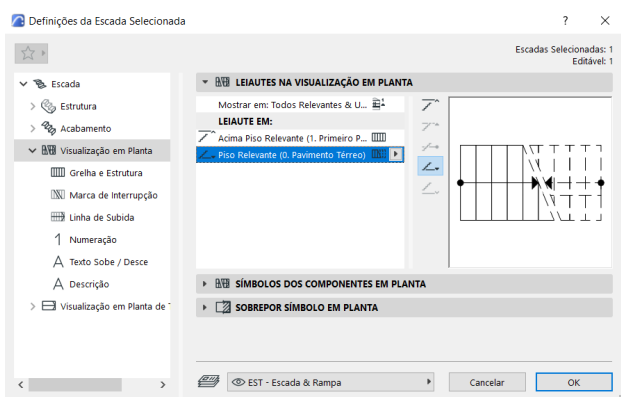 Definições da Escada Selecionada
? ×
Escadas Selecionadas: 1
Editável: 1
Escada
Estrutura
Acabamento
Visualização em Planta
Grelha e Estrutura
Marca de Interrupção
Linha de Subida
Numeração
Texto Sobe / Desce
Descrição
Visualização em Planta de
LEIAUTES NA VISUALIZAÇÃO EM PLANTA
Mostrar em: Todos Relevantes & U...
LEIAUTE EM:
Acima Piso Relevante (1. Primeiro P...
Piso Relevante (0. Pavimento Térreo)
SÍMBOLOS DOS COMPONENTES EM PLANTA
SOBREPOR SÍMBOLO EM PLANTA
EST - Escada & Rampa
Cancelar
OK